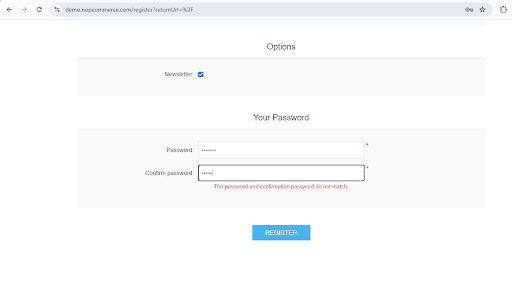 demo.nopcommerce.com/register?returnUrl=%2F
Options
Newsletter:
Your Password
Password: ******* *
Confirm password: ***** *
The password and confirmation password do not match.
REGISTER